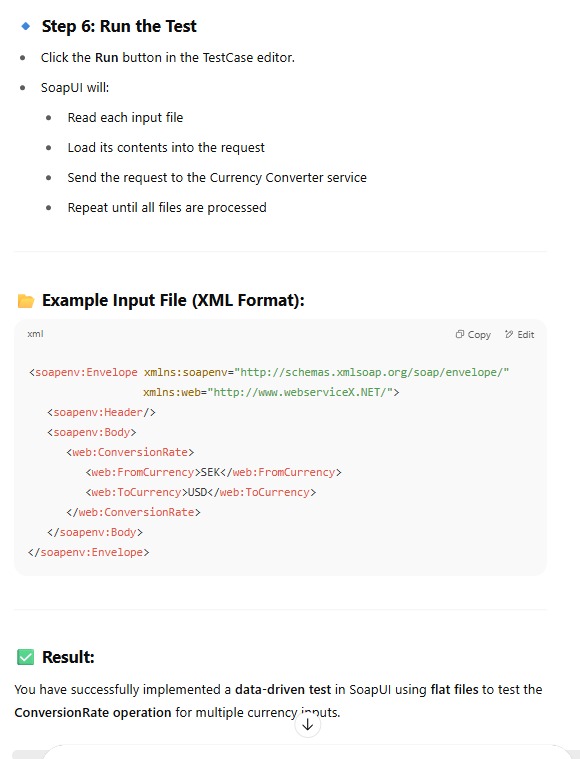 Step 6: Run the Test
Click the Run button in the TestCase editor.
SoapUI will:
Read each input file
Load its contents into the request
Send the request to the Currency Converter service
Repeat until all files are processed
Example Input File (XML Format):
xml Copy Edit
<soapenv:Envelope xmlns:soapenv="http://schemas.xmlsoap.org/soap/envelope/"
xmlns:web="http://www.webserviceX.NET/">
<soapenv:Header/>
<soapenv:Body>
<web:ConversionRate>
<web:FromCurrency>SEK</web:FromCurrency>
<web:ToCurrency>USD</web:ToCurrency>
</web:ConversionRate>
</soapenv:Body>
</soapenv:Envelope>
Result:
You have successfully implemented a data-driven test in SoapUI using flat files to test the
ConversionRate operation for multiple currency inputs.